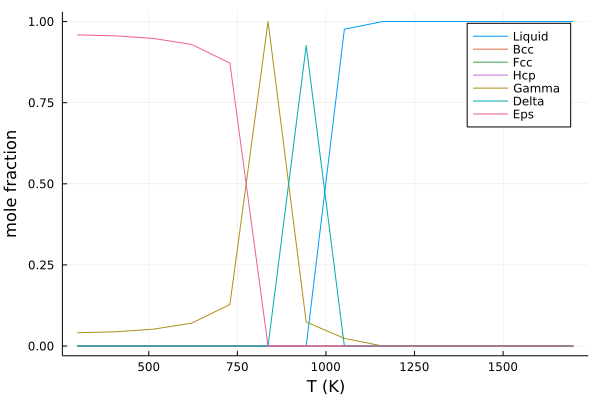 1.00
0.75
0.50
0.25
0.00
mole fraction
500
750
1000
1250
1500
T (K)
Liquid
Bcc
Fcc
Hcp
Gamma
Delta
Eps